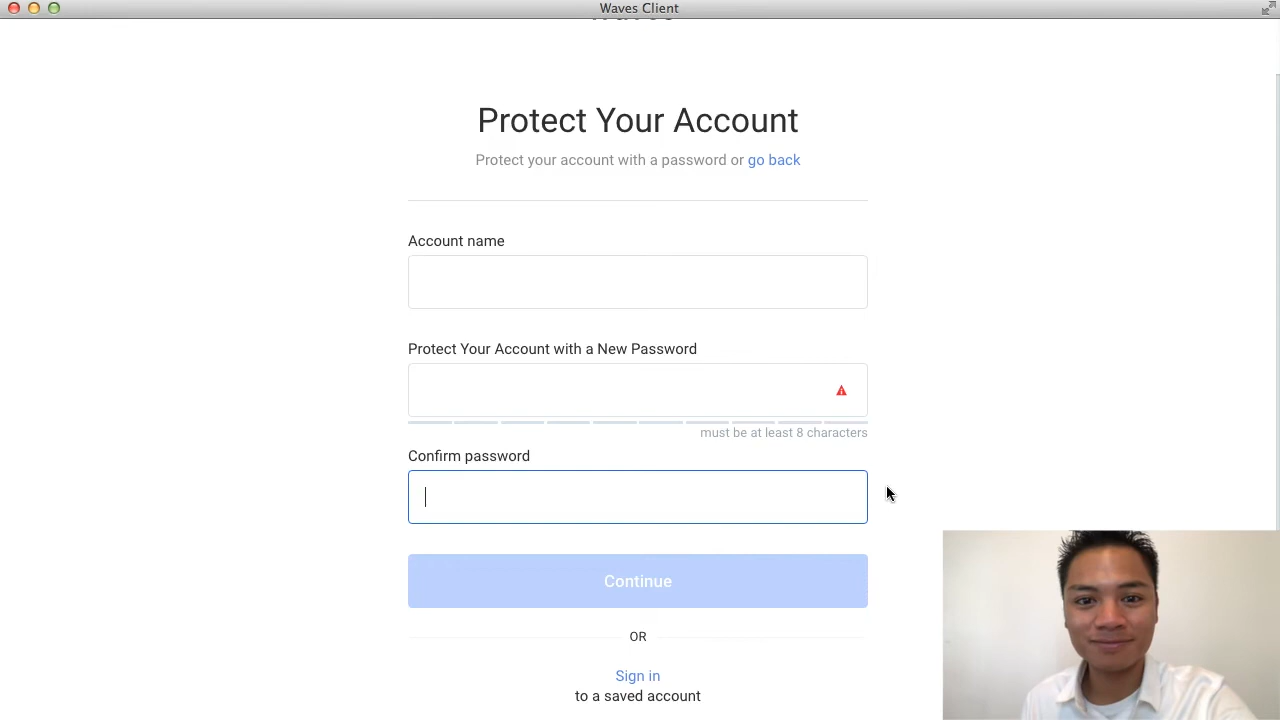 Waves Client
Protect Your Account
Protect your account with a password or go back
Account name
Protect Your Account with a New Password
must be at least 8 characters
Confirm password
Continue
OR
Sign in
to a saved account